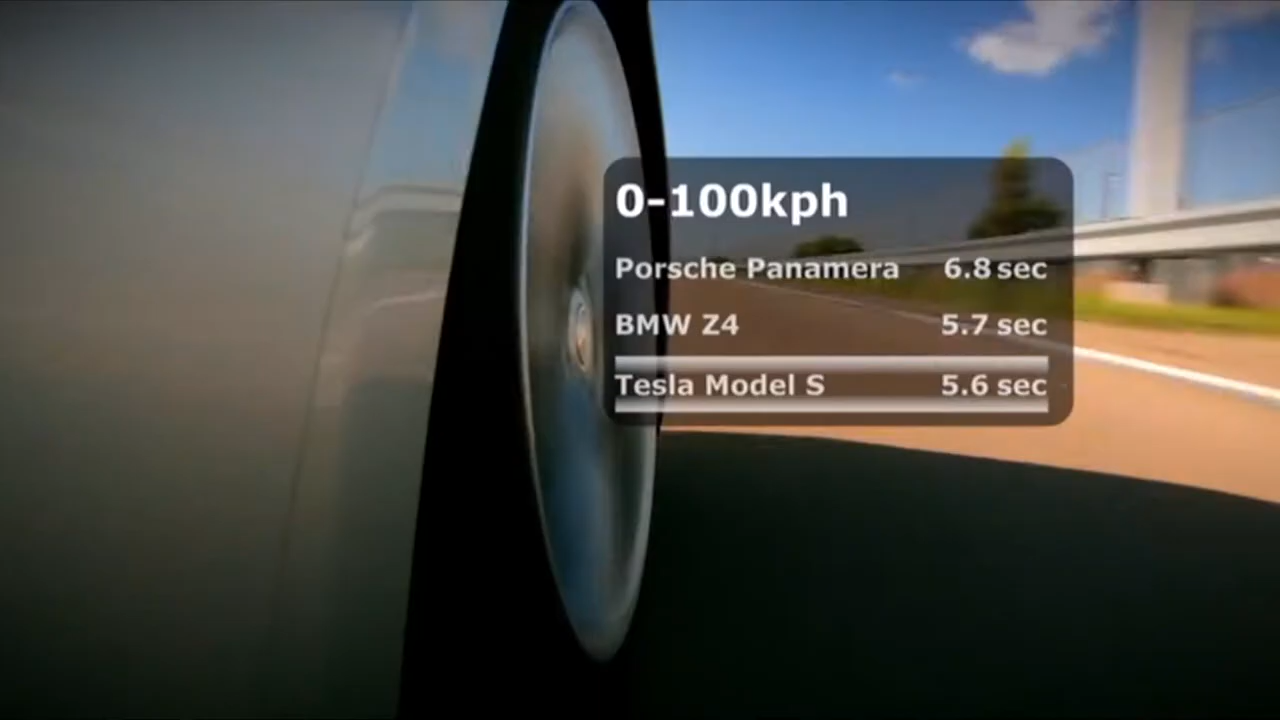 0-100kph
Porsche Panamera 6.8 sec
BMW Z4 5.7 sec
Tesla Model S 5.6 sec